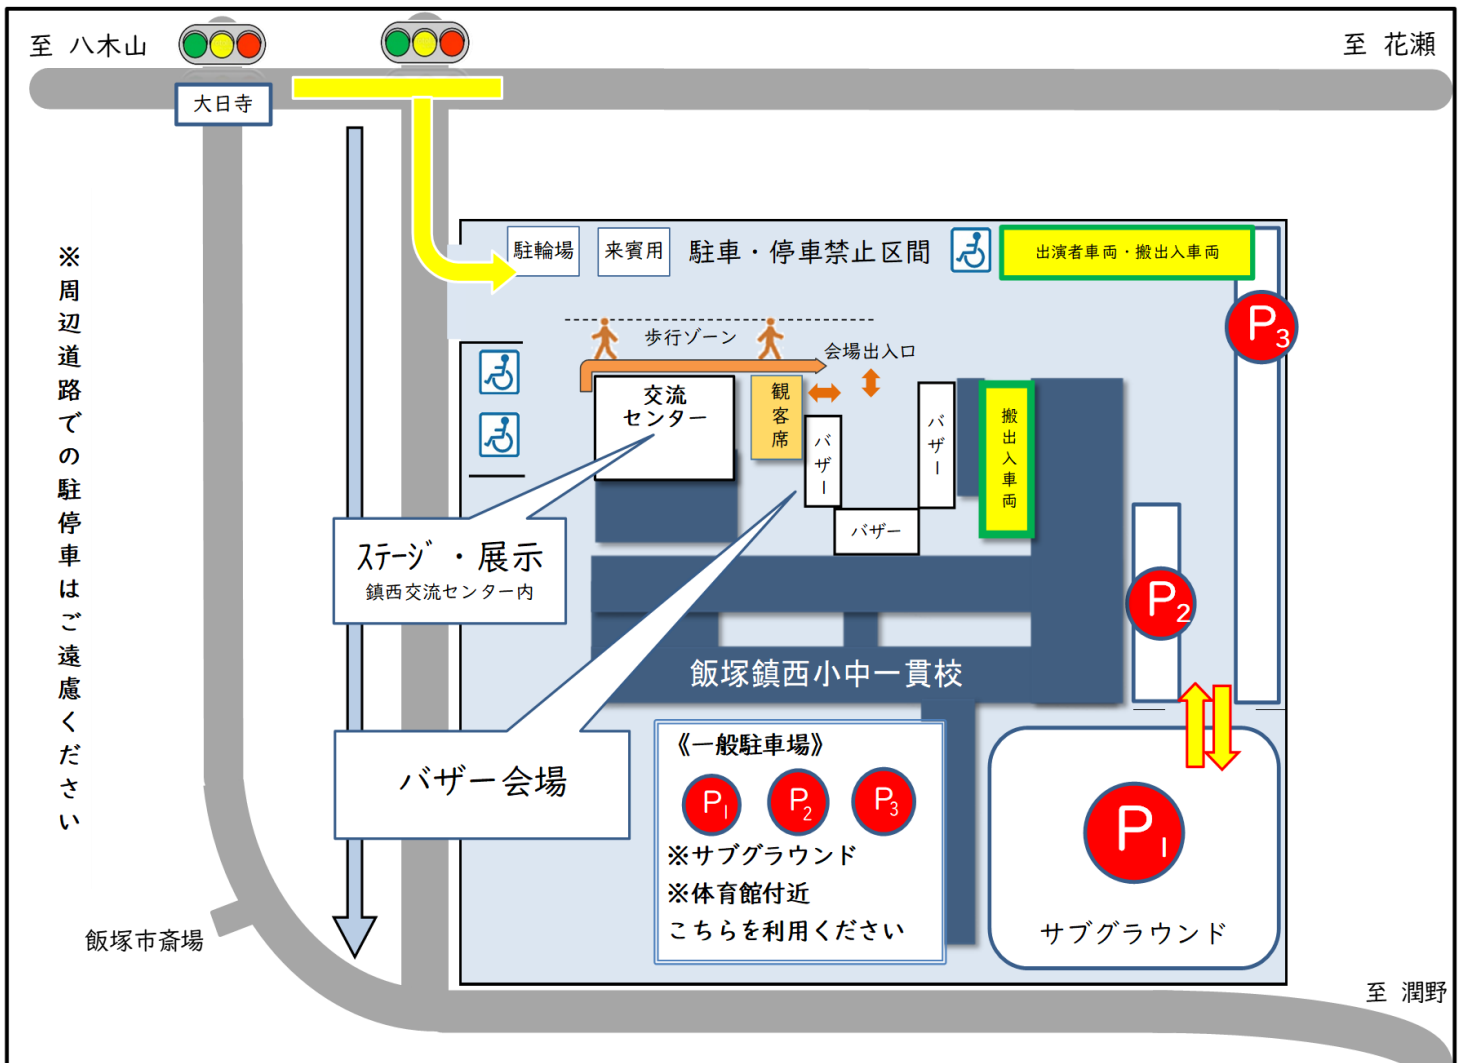 至 八木山
至 花瀬
大日寺
※周辺道路での駐停車はご遠慮ください
駐輪場
来賓用
駐車・停車禁止区間
出演者車両・搬出入車両
P3
歩行ゾーン
会場出入口
交流
センター
観客席
バザー
バザー
搬出入車両
バザー
ステージ・展示
鎮西交流センター内
P2
飯塚鎮西小中一貫校
バザー会場
《一般駐車場》
P1
P2
P3
※サブグラウンド
※体育館付近
こちらを利用ください
P1
サブグラウンド
飯塚市斎場
至 潤野